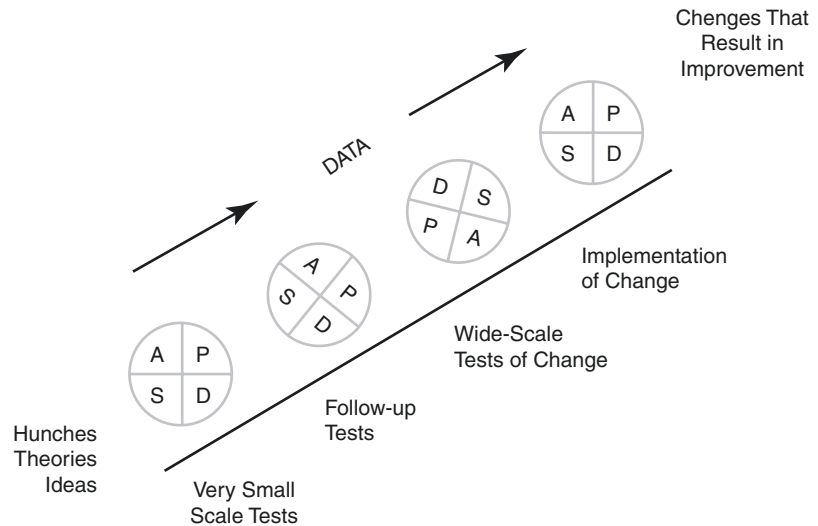 Chenges That
Result in
Improvement
A P
S D
DATA
D S
P A
Implementation
of Change
A
S P
D
Wide-Scale
Tests of Change
A P
S D
Follow-up
Tests
Hunches
Theories
Ideas
Very Small
Scale Tests